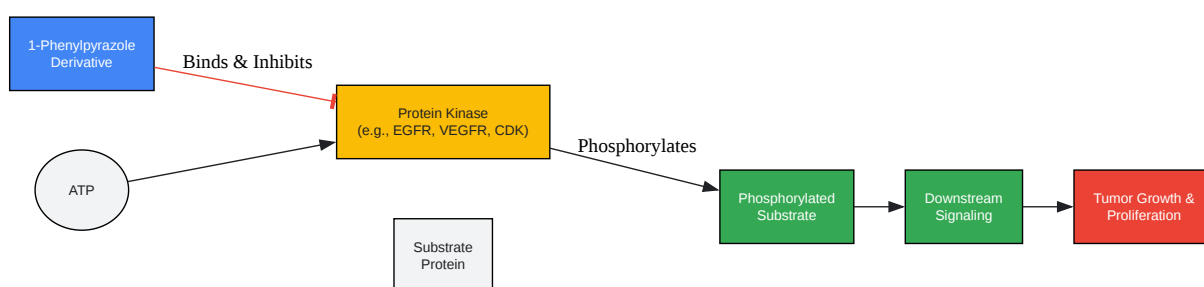 1-Phenylpyrazole
Derivative
Binds & Inhibits
Protein Kinase
(e.g., EGFR, VEGFR, CDK)
ATP
Phosphorylates
Phosphorylated
Substrate
Downstream
Signaling
Tumor Growth &
Proliferation
Substrate
Protein